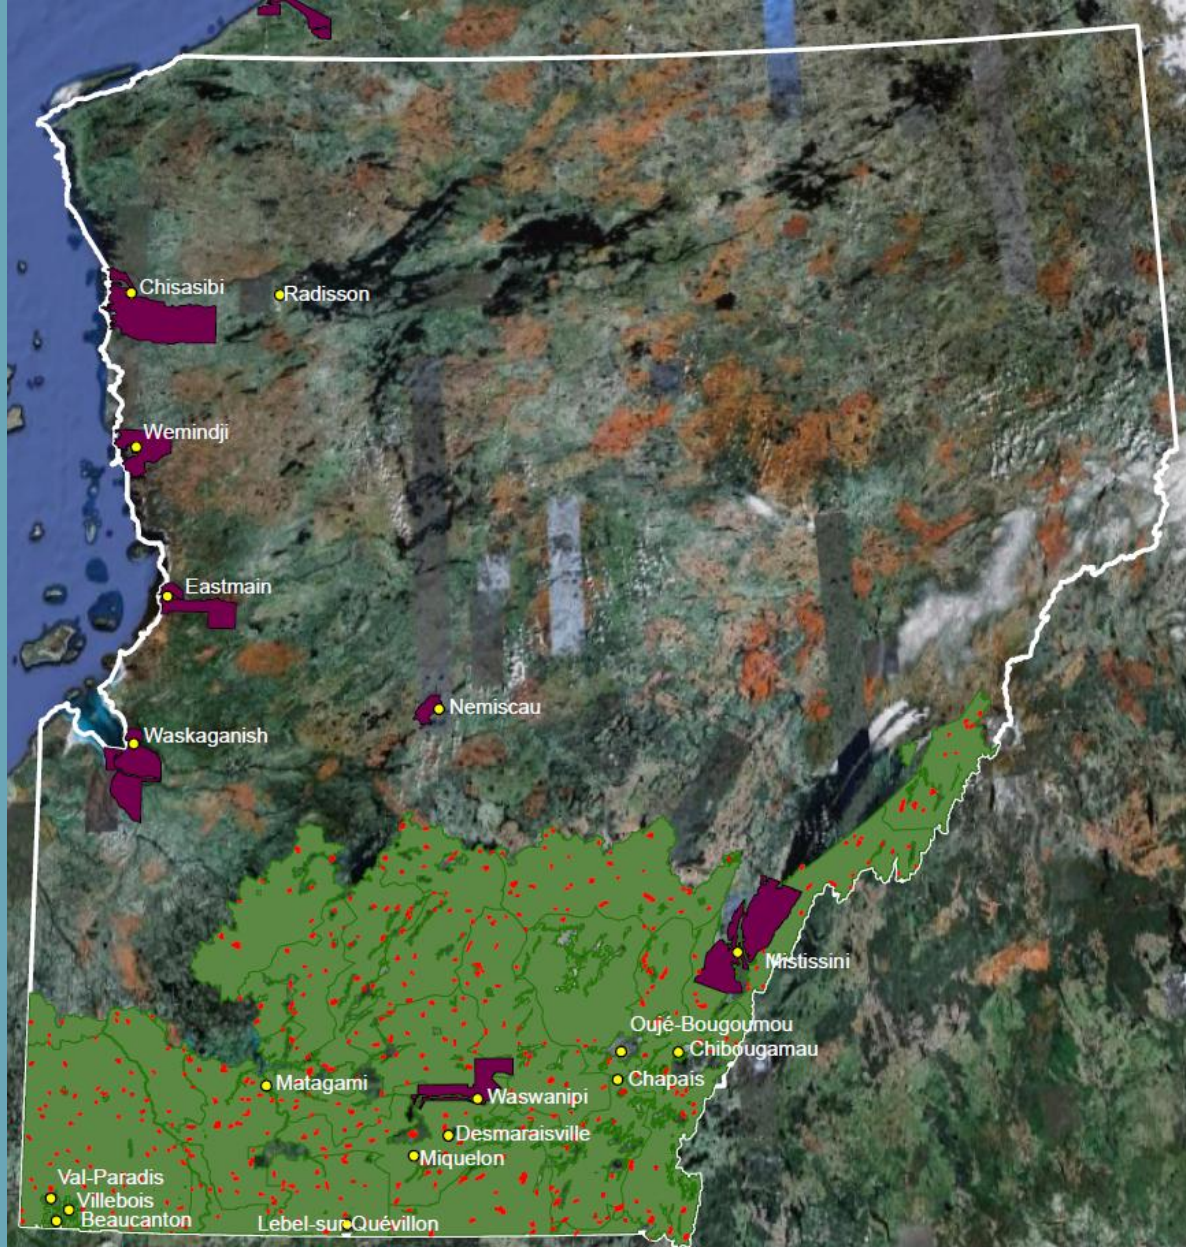 Chisasibi
Radisson
Wemindji
Eastmain
Nemiscau
Waskaganish
Mistissini
Oujé-Bougoumou
Chibougamau
Matagami
Chapais
Waswanipi
Desmaraisville
Miquelon
Val-Paradis
Villebois
Beaucanton
Lebel-sur-Quévillon